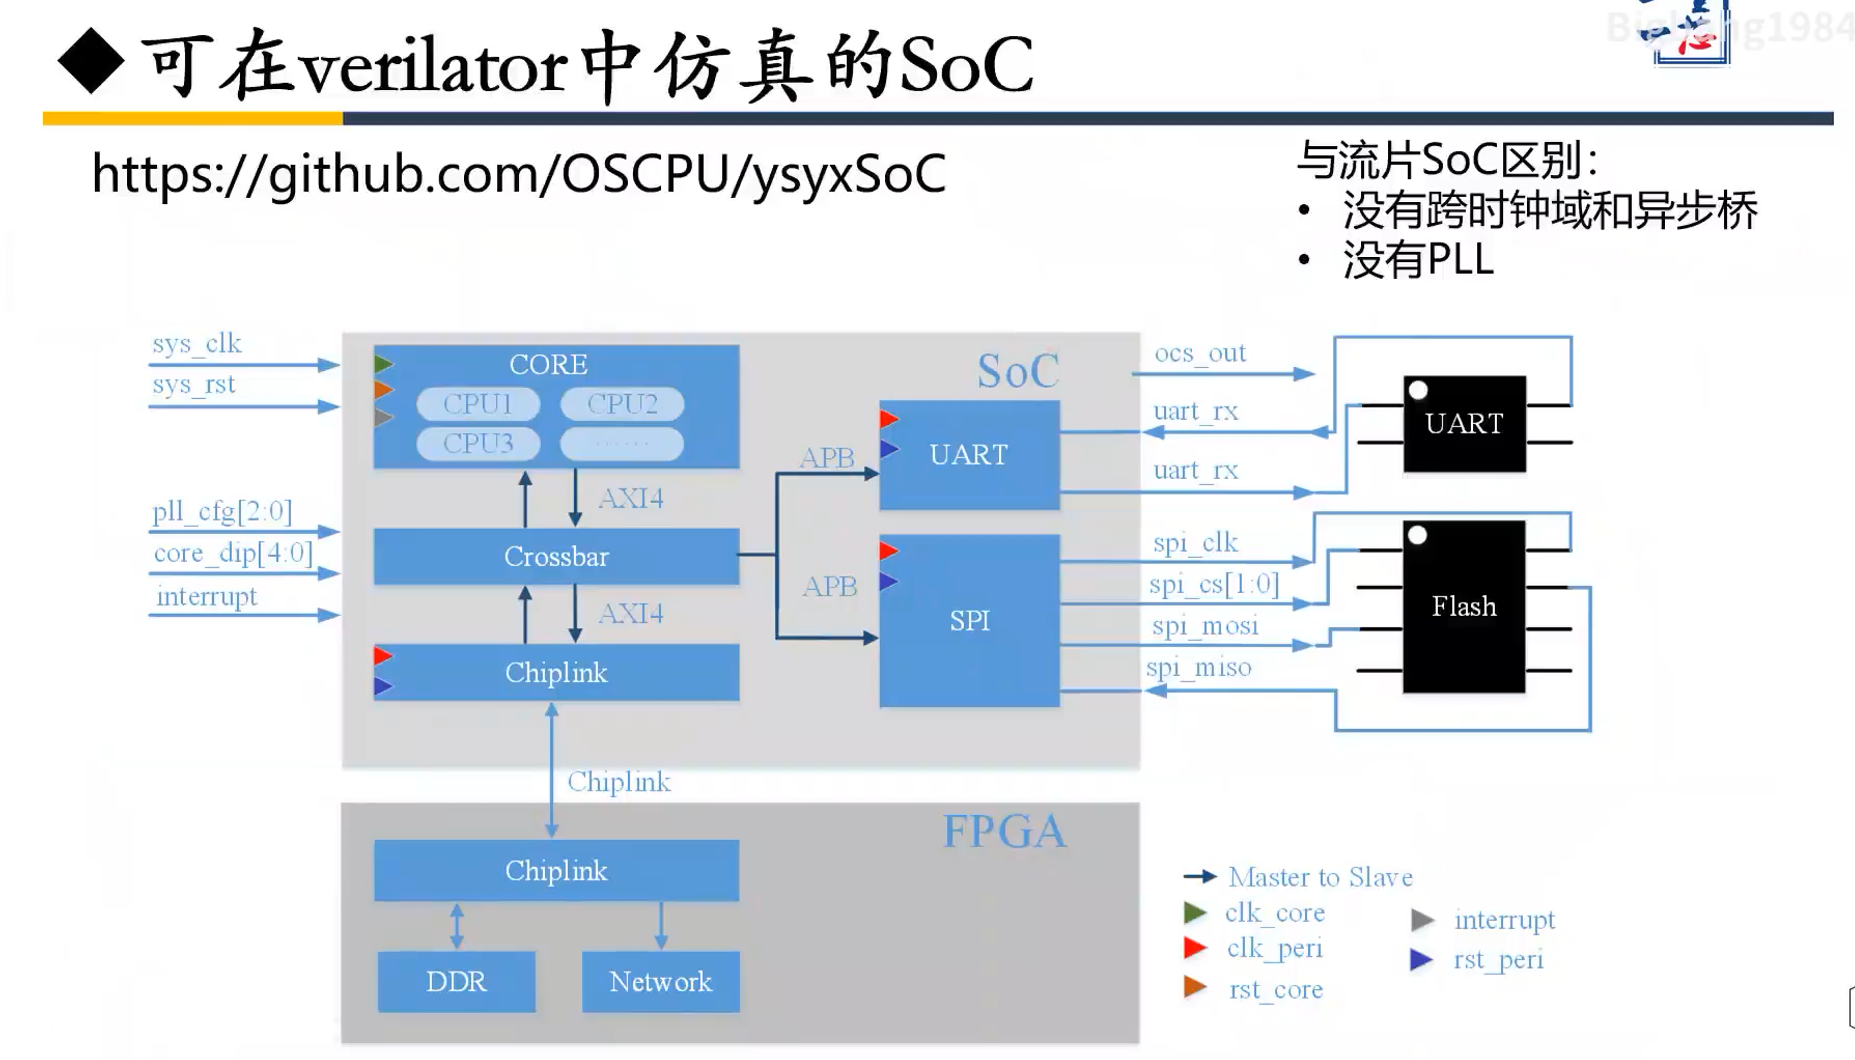 可在verilator中仿真的SoC
https://github.com/OSCPU/ysyxSoC
与流片SoC区别：
• 没有跨时钟域和异步桥
• 没有PLL
sys_clk
sys_rst
pll_cfg[2:0]
core_dip[4:0]
interrupt
SoC
CORE
CPU1
CPU2
CPU3
······
AXI4
Crossbar
AXI4
Chiplink
APB
UART
APB
SPI
ocs_out
uart_rx
uart_rx
spi_clk
spi_cs[1:0]
spi_mosi
spi_miso
UART
Flash
Chiplink
FPGA
Chiplink
DDR
Network
Master to Slave
clk_core
interrupt
clk_peri
rst_peri
rst_core